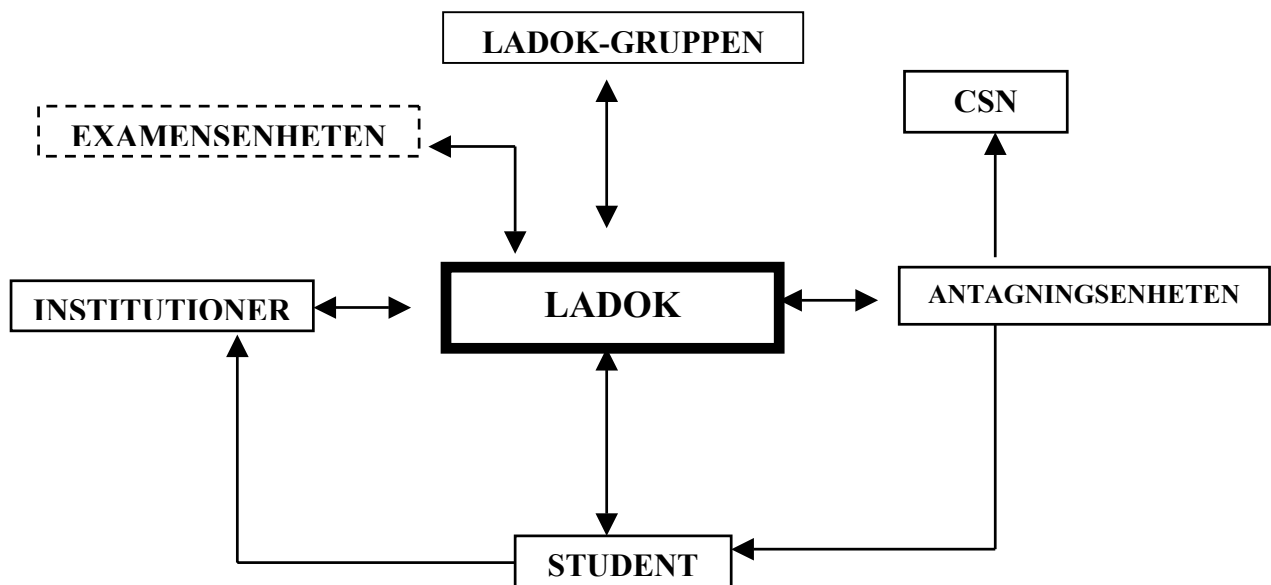 LADOK-GRUPPEN
CSN
EXAMENSENHETEN
INSTITUTIONER
LADOK
ANTAGNINGSENHETEN
STUDENT